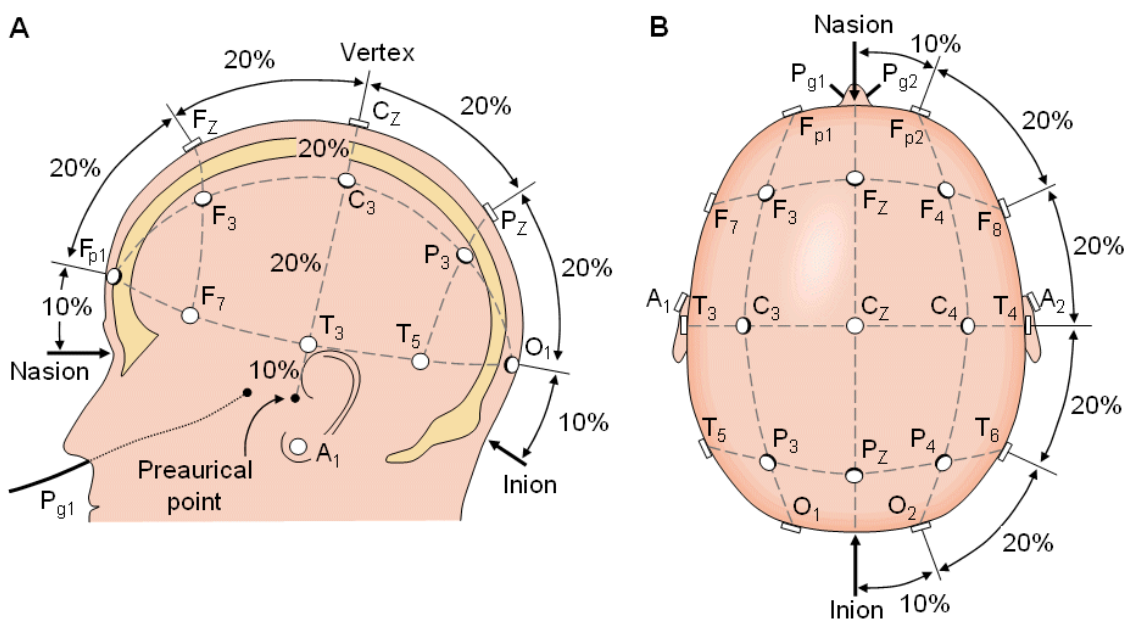 A
20%
Vertex
20%
F_Z
C_Z
20%
20%
F_3
C_3
P_Z
F_p1
P_3
20%
20%
10%
F_7
T_3
T_5
O_1
Nasion
10%
10%
A_1
Preaurical
point
Inion
P_g1
B
Nasion
10%
P_g1
P_g2
20%
F_p1
F_p2
F_7
F_3
F_Z
F_4
F_8
20%
A_1
T_3
C_3
C_Z
C_4
T_4
A_2
20%
T_5
P_3
P_Z
P_4
T_6
O_1
O_2
20%
10%
Inion